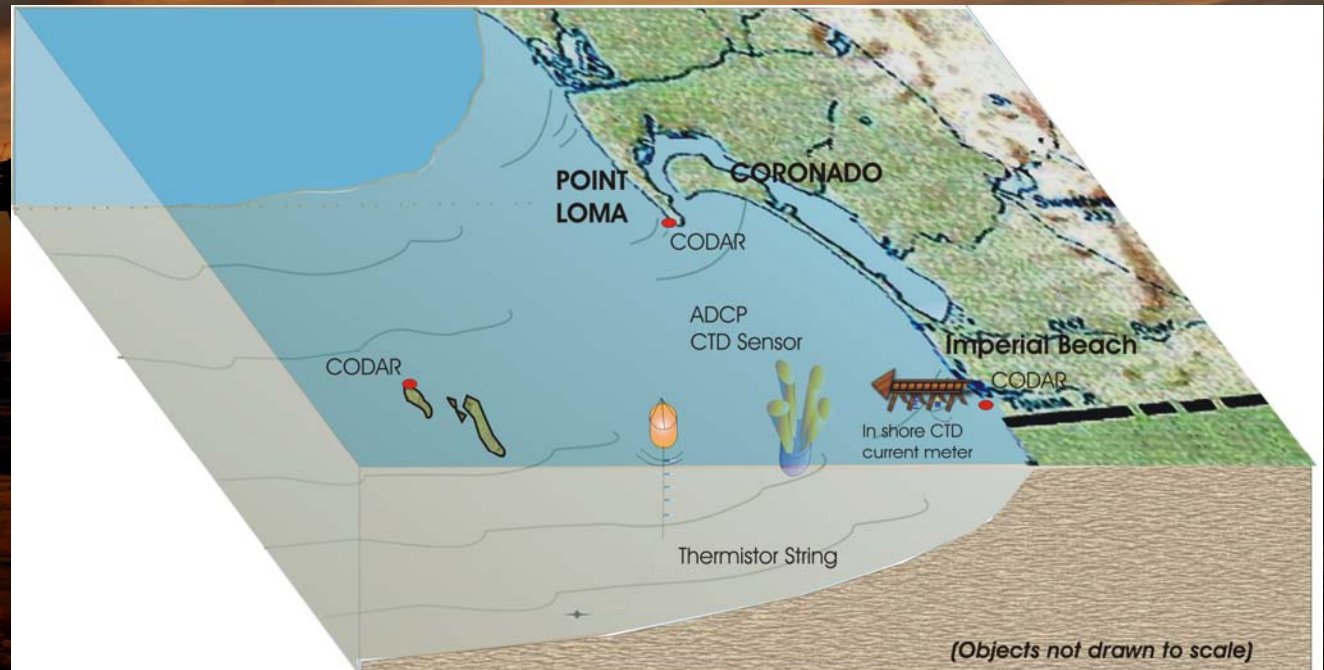 POINT
LOMA
CORONADO
CODAR
ADCP
CTD Sensor
Imperial Beach
CODAR
CODAR
In shore CTD
current meter
Thermistor String
(Objects not drawn to scale)